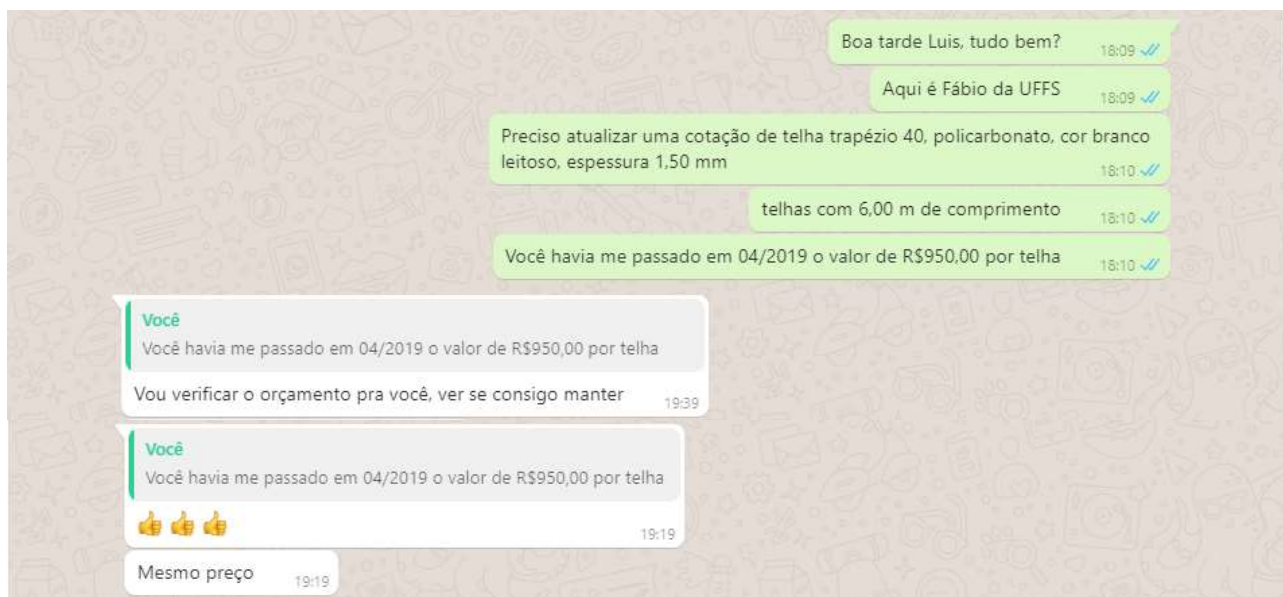 Boa tarde Luis, tudo bem?
18:09
Aqui é Fábio da UFFS
18:09
Preciso atualizar uma cotação de telha trapézio 40, policarbonato, cor branco
leitoso, espessura 1,50 mm
18:10
telhas com 6,00 m de comprimento
18:10
Você havia me passado em 04/2019 o valor de R$950,00 por telha
18:10
Você
Você havia me passado em 04/2019 o valor de R$950,00 por telha
Vou verificar o orçamento pra você, ver se consigo manter
19:39
Você
Você havia me passado em 04/2019 o valor de R$950,00 por telha
👍👍👍
19:19
Mesmo preço
19:19